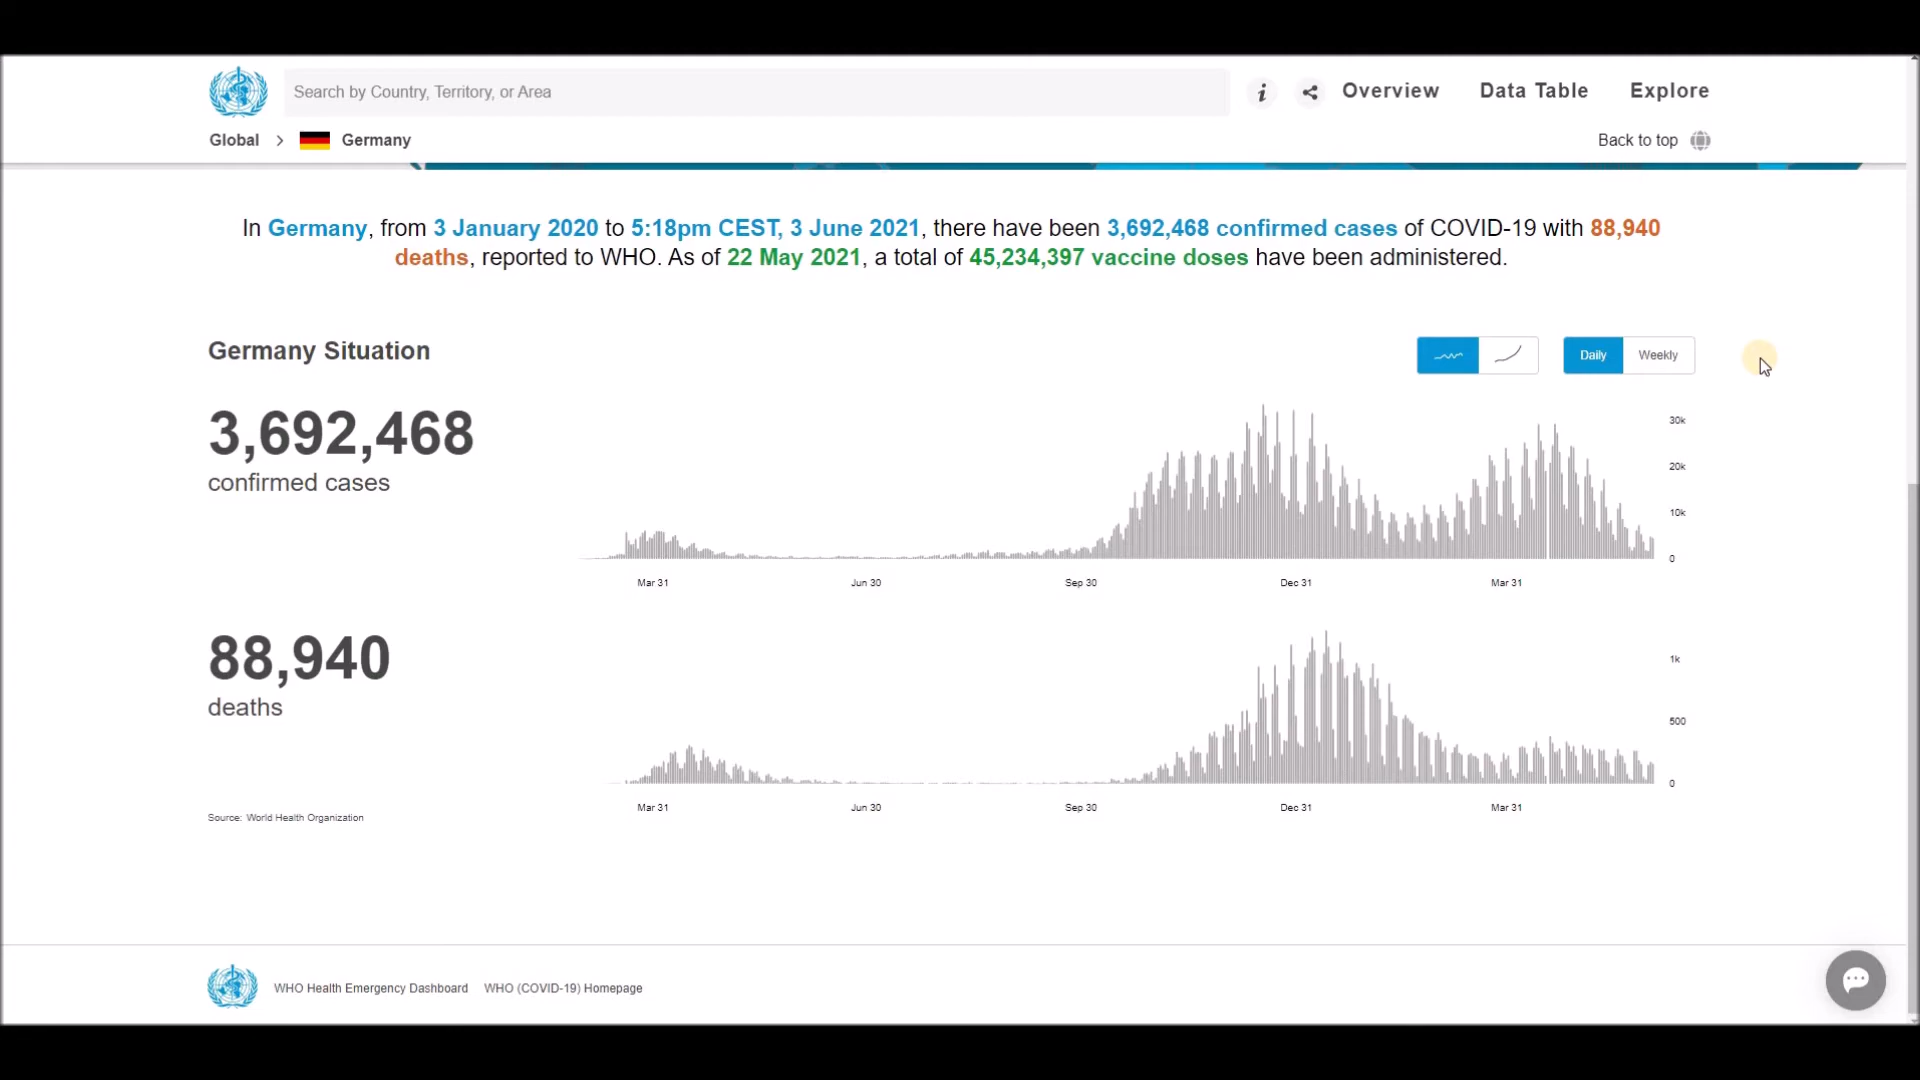 Search by Country, Territory, or Area
i
Overview
Data Table
Explore
Global > Germany
Back to top
In Germany, from 3 January 2020 to 5:18pm CEST, 3 June 2021, there have been 3,692,468 confirmed cases of COVID-19 with 88,940
deaths, reported to WHO. As of 22 May 2021, a total of 45,234,397 vaccine doses have been administered.
Germany Situation
Daily
Weekly
3,692,468
confirmed cases
30k
20k
10k
0
Mar 31
Jun 30
Sep 30
Dec 31
Mar 31
88,940
deaths
1k
500
0
Mar 31
Jun 30
Sep 30
Dec 31
Mar 31
Source: World Health Organization
WHO Health Emergency Dashboard
WHO (COVID-19) Homepage